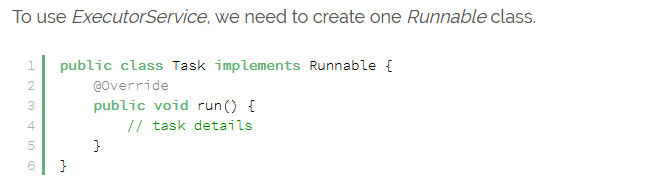 To use ExecutorService, we need to create one Runnable class.
1 public class Task implements Runnable {
2     @Override
3     public void run() {
4         // task details
5     }
6 }